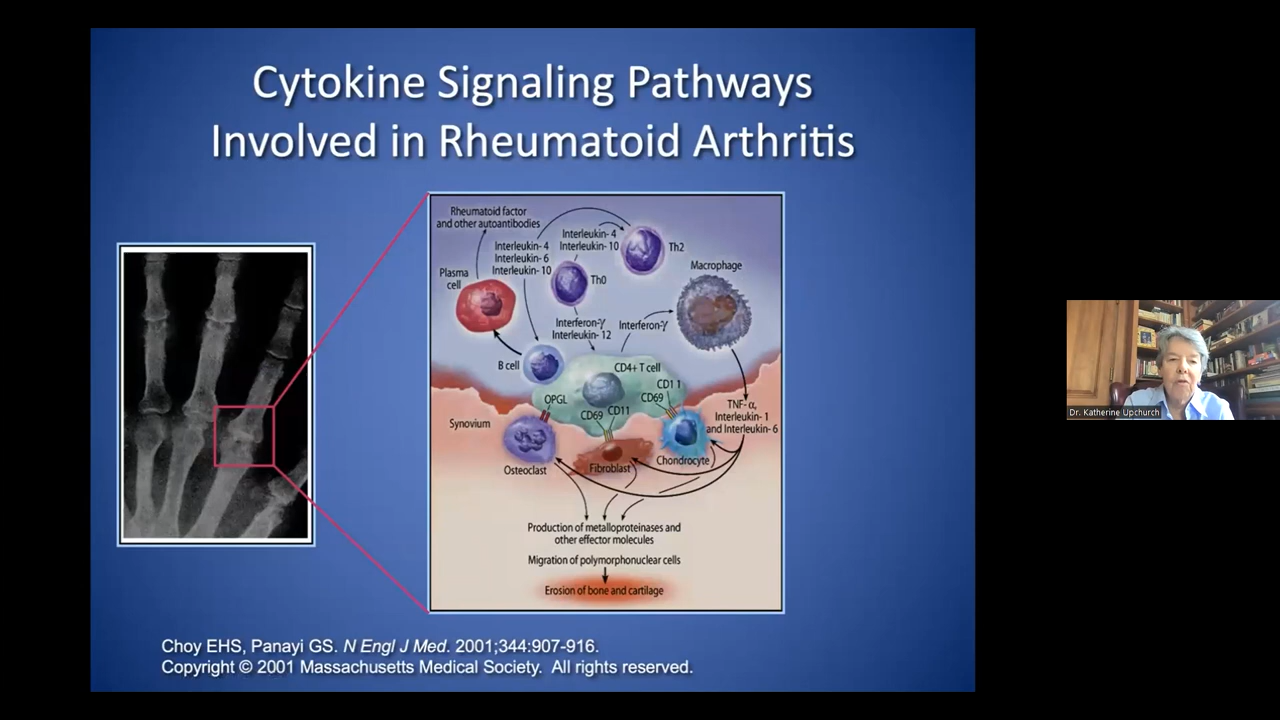 Cytokine Signaling Pathways
Involved in Rheumatoid Arthritis
Rheumatoid factor
and other autoantibodies
Interleukin- 4
Interleukin- 6
Interleukin- 10
Interleukin- 4
Interleukin- 10
Th2
Th0
Plasma
cell
Macrophage
Interferon-γ
Interleukin- 12
Interferon-γ
B cell
CD4+ T cell
CD1 1
CD69
OPGL
CD69
CD11
TNF- α,
Interleukin- 1
and Interleukin- 6
Synovium
Osteoclast
Fibroblast
Chondrocyte
Production of metalloproteinases and
other effector molecules
Migration of polymorphonuclear cells
Erosion of bone and cartilage
Choy EHS, Panayi GS. N Engl J Med. 2001;344:907-916.
Copyright © 2001 Massachusetts Medical Society. All rights reserved.
Dr. Katherine Upchurch